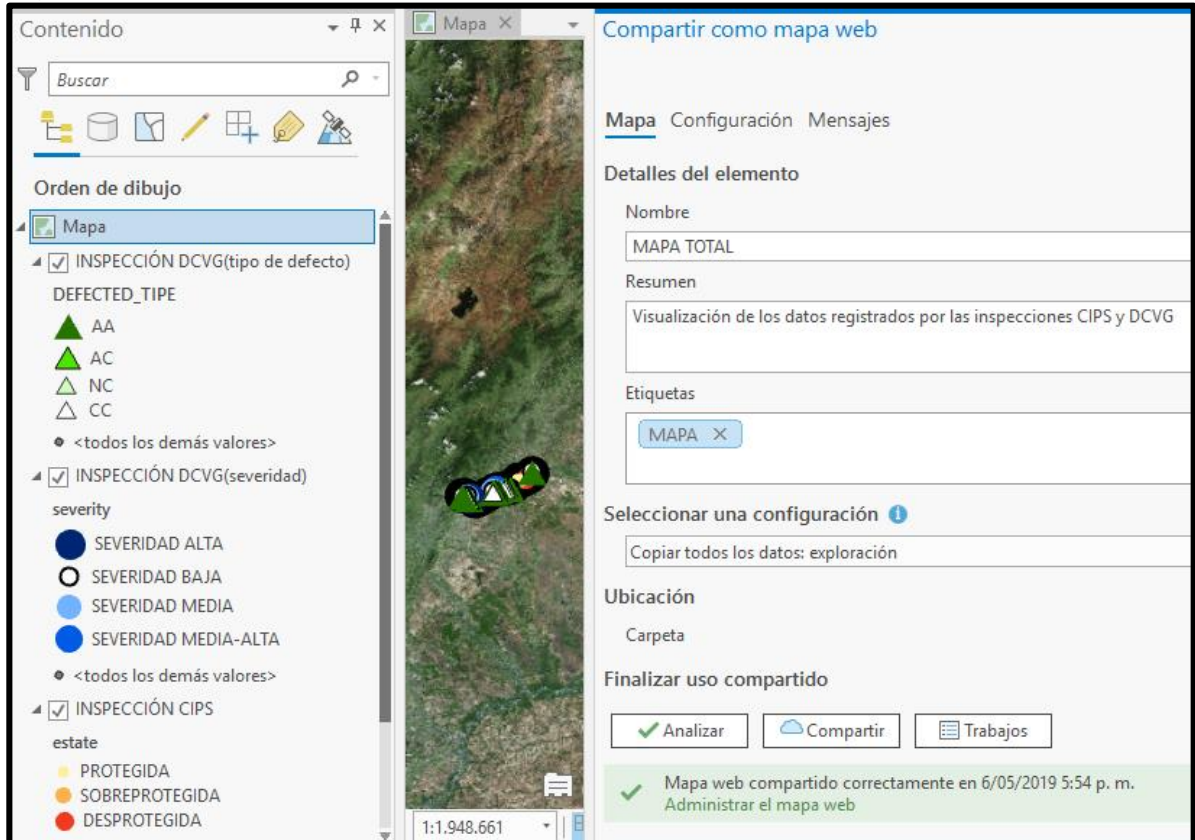 Contenido
Buscar
Orden de dibujo
Mapa
INSPECCIÓN DCVG(tipo de defecto)
DEFECTED_TIPE
AA
AC
NC
CC
<todos los demás valores>
INSPECCIÓN DCVG(severidad)
severity
SEVERIDAD ALTA
SEVERIDAD BAJA
SEVERIDAD MEDIA
SEVERIDAD MEDIA-ALTA
<todos los demás valores>
INSPECCIÓN CIPS
estate
PROTEGIDA
SOBREPROTEGIDA
DESPROTEGIDA
Mapa
1:1.948.661
Compartir como mapa web
Mapa Configuración Mensajes
Detalles del elemento
Nombre
MAPA TOTAL
Resumen
Visualización de los datos registrados por las inspecciones CIPS y DCVG
Etiquetas
MAPA
Seleccionar una configuración
Copiar todos los datos: exploración
Ubicación
Carpeta
Finalizar uso compartido
Analizar Compartir Trabajos
Mapa web compartido correctamente en 6/05/2019 5:54 p. m.
Administrar el mapa web